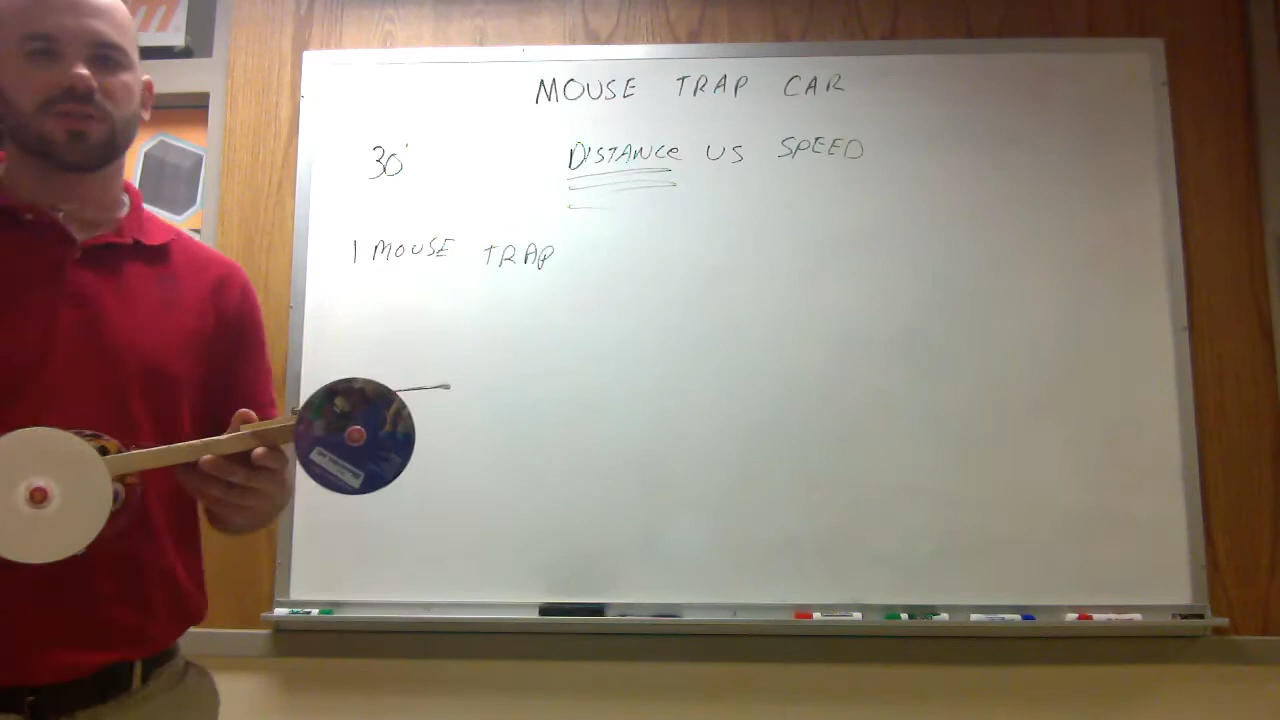 MOUSE TRAP CAR
30' DISTANCE VS SPEED
1 MOUSE TRAP